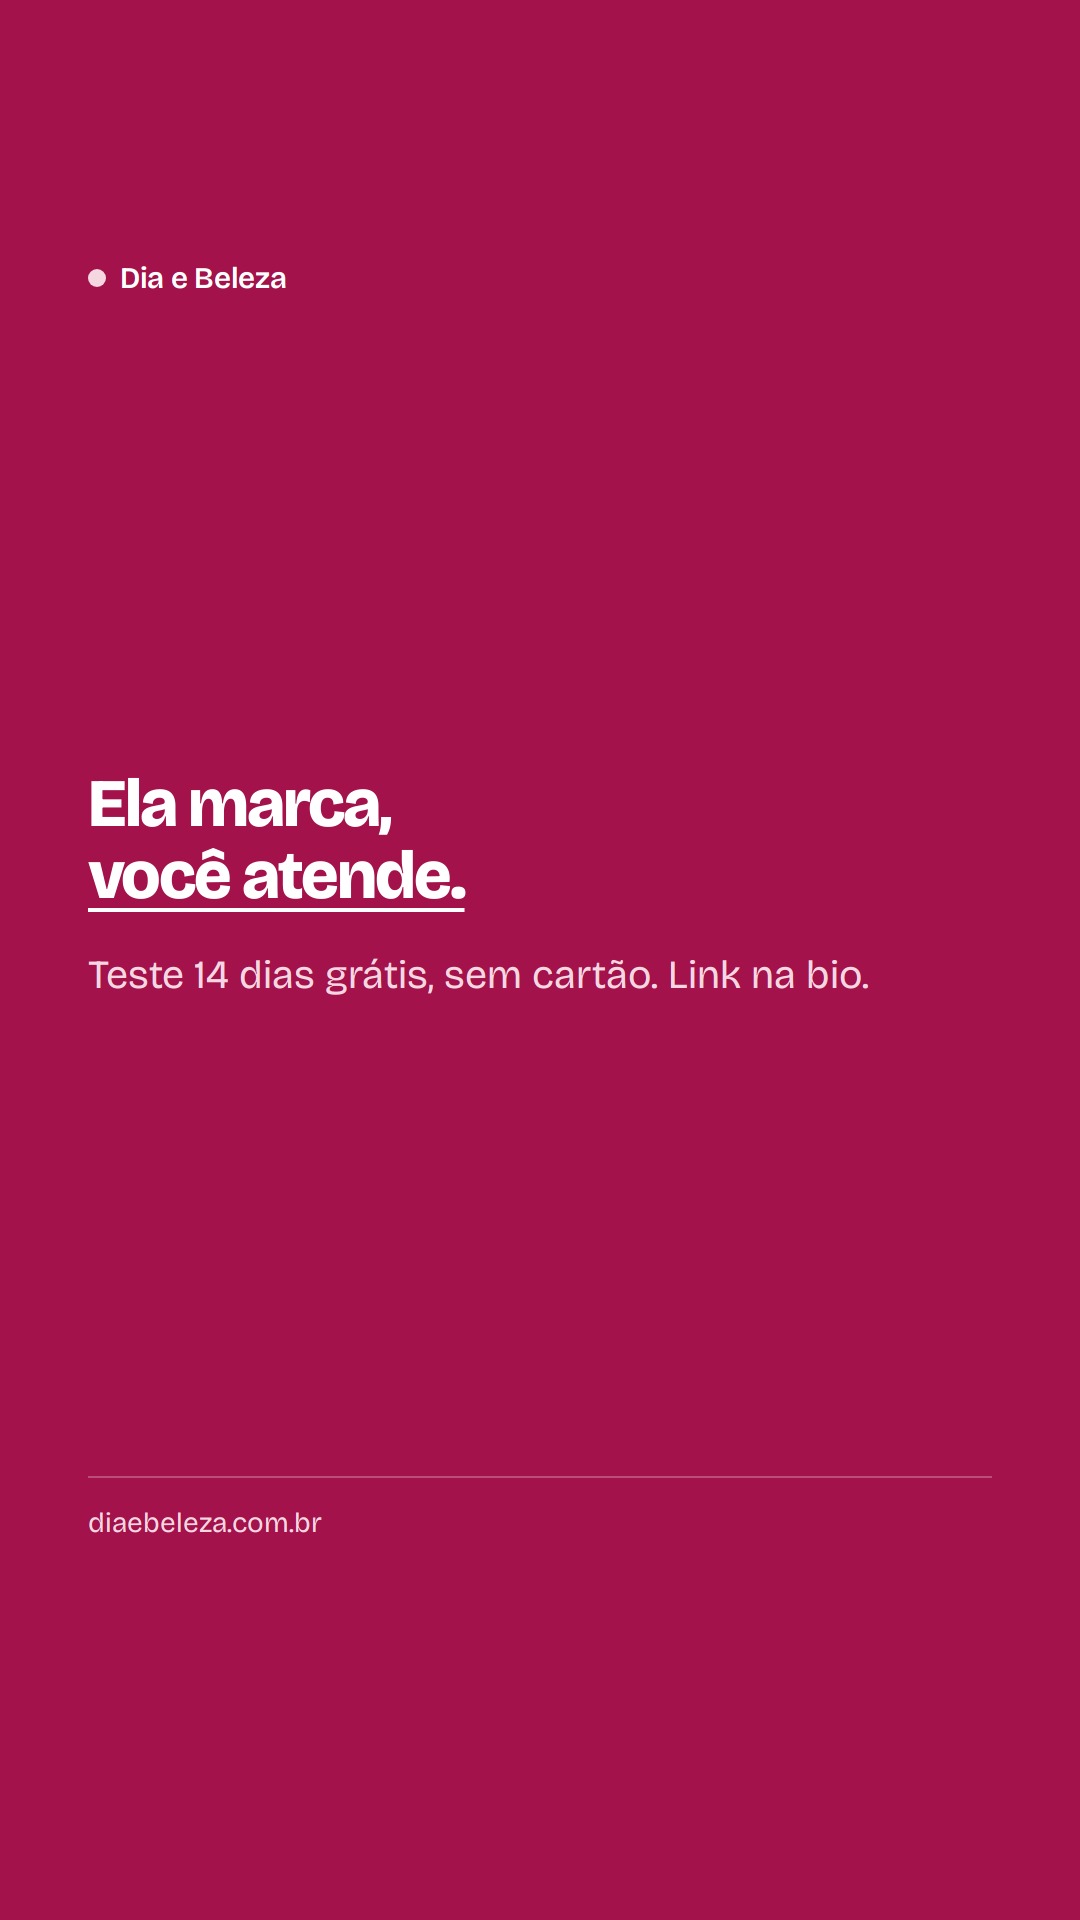 Dia e Beleza
Ela marca,
você atende.
Teste 14 dias grátis, sem cartão. Link na bio.
diaebeleza.com.br